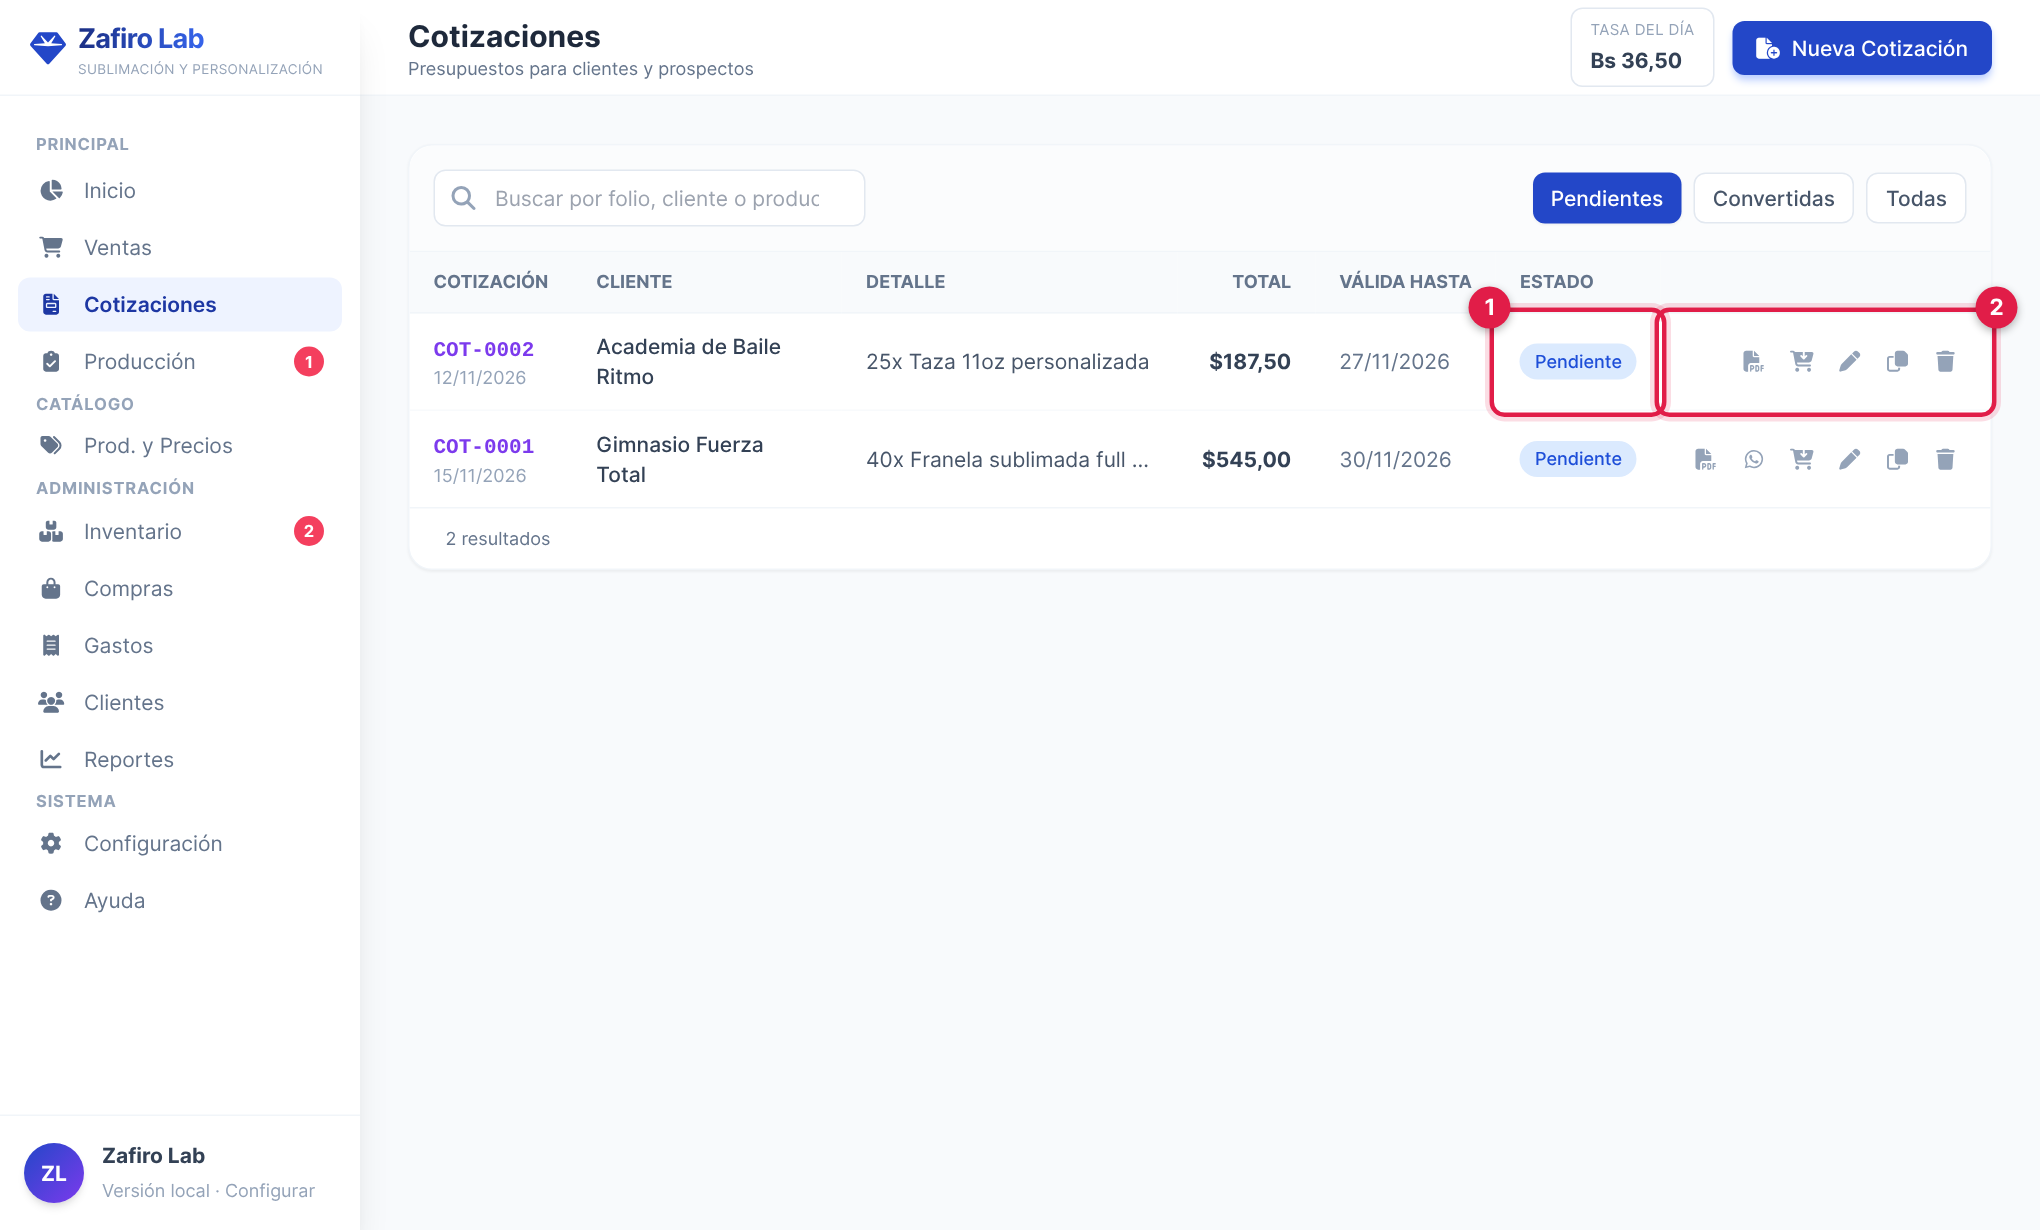 Zafiro Lab
SUBLIMACIÓN Y PERSONALIZACIÓN
PRINCIPAL
Inicio
Ventas
Cotizaciones
Producción 1
CATÁLOGO
Prod. y Precios
ADMINISTRACIÓN
Inventario 2
Compras
Gastos
Clientes
Reportes
SISTEMA
Configuración
Ayuda
ZL
Zafiro Lab
Versión local · Configurar
Cotizaciones
Presupuestos para clientes y prospectos
TASA DEL DÍA
Bs 36,50
Nueva Cotización
Buscar por folio, cliente o produc
Pendientes Convertidas Todas
COTIZACIÓN CLIENTE DETALLE TOTAL VÁLIDA HASTA ESTADO
1 2
COT-0002 Academia de Baile 25x Taza 11oz personalizada $187,50 27/11/2026 Pendiente PDF
12/11/2026 Ritmo
COT-0001 Gimnasio Fuerza 40x Franela sublimada full ... $545,00 30/11/2026 Pendiente PDF
15/11/2026 Total
2 resultados